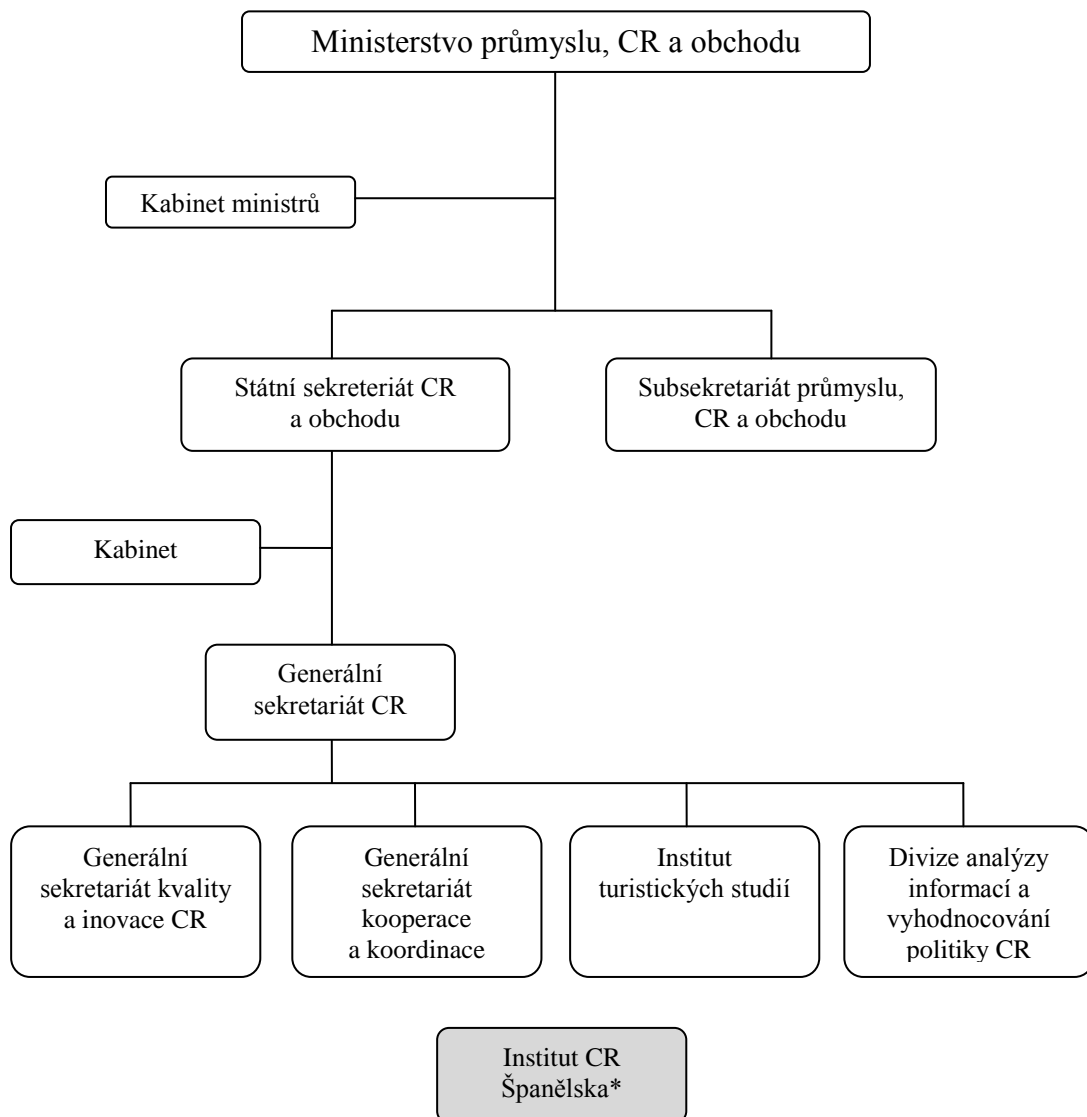 Ministerstvo průmyslu, CR a obchodu
Kabinet ministrů
Státní sekreteriát CR
a obchodu
Subsekretariát průmyslu,
CR a obchodu
Kabinet
Generální
sekretariát CR
Generální
sekretariát kvality
a inovace CR
Generální
sekretariát
kooperace
a koordinace
Institut
turistických studií
Divize analýzy
informací a
vyhodnocování
politiky CR
Institut CR
Španělska*